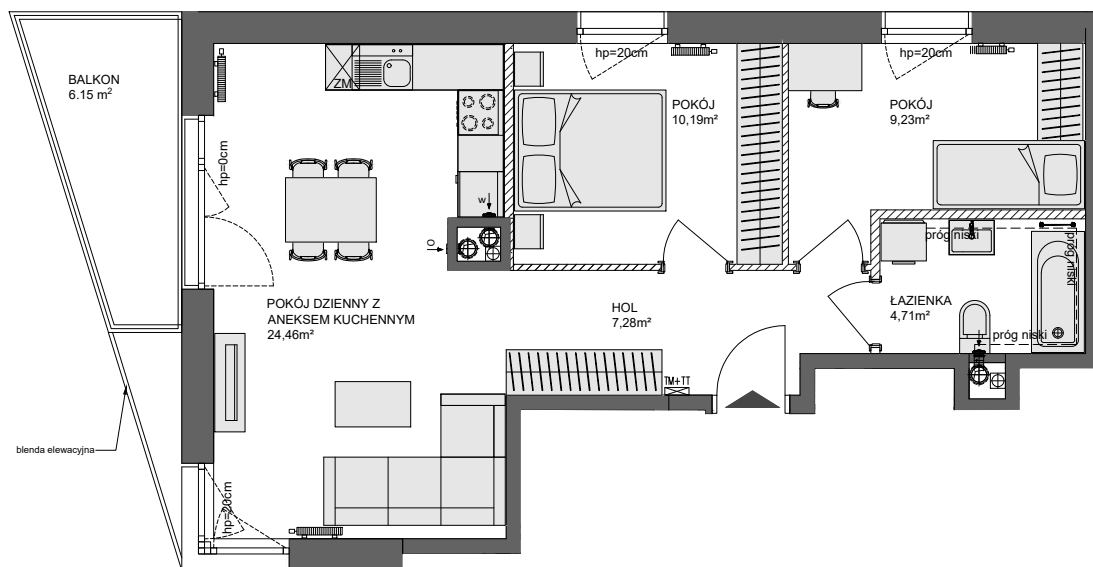 BALKON
6.15 m²
hp=0cm
ZM
w
O
hp=20cm
POKÓJ
10,19m²
hp=20cm
POKÓJ
9,23m²
próg niski
próg niski
ŁAZIENKA
4,71m²
próg niski
HOL
7,28m²
TM+TT
POKÓJ DZIENNY Z
ANEKSEM KUCHENNYM
24,46m²
blenda elewacyjna
hp=20cm